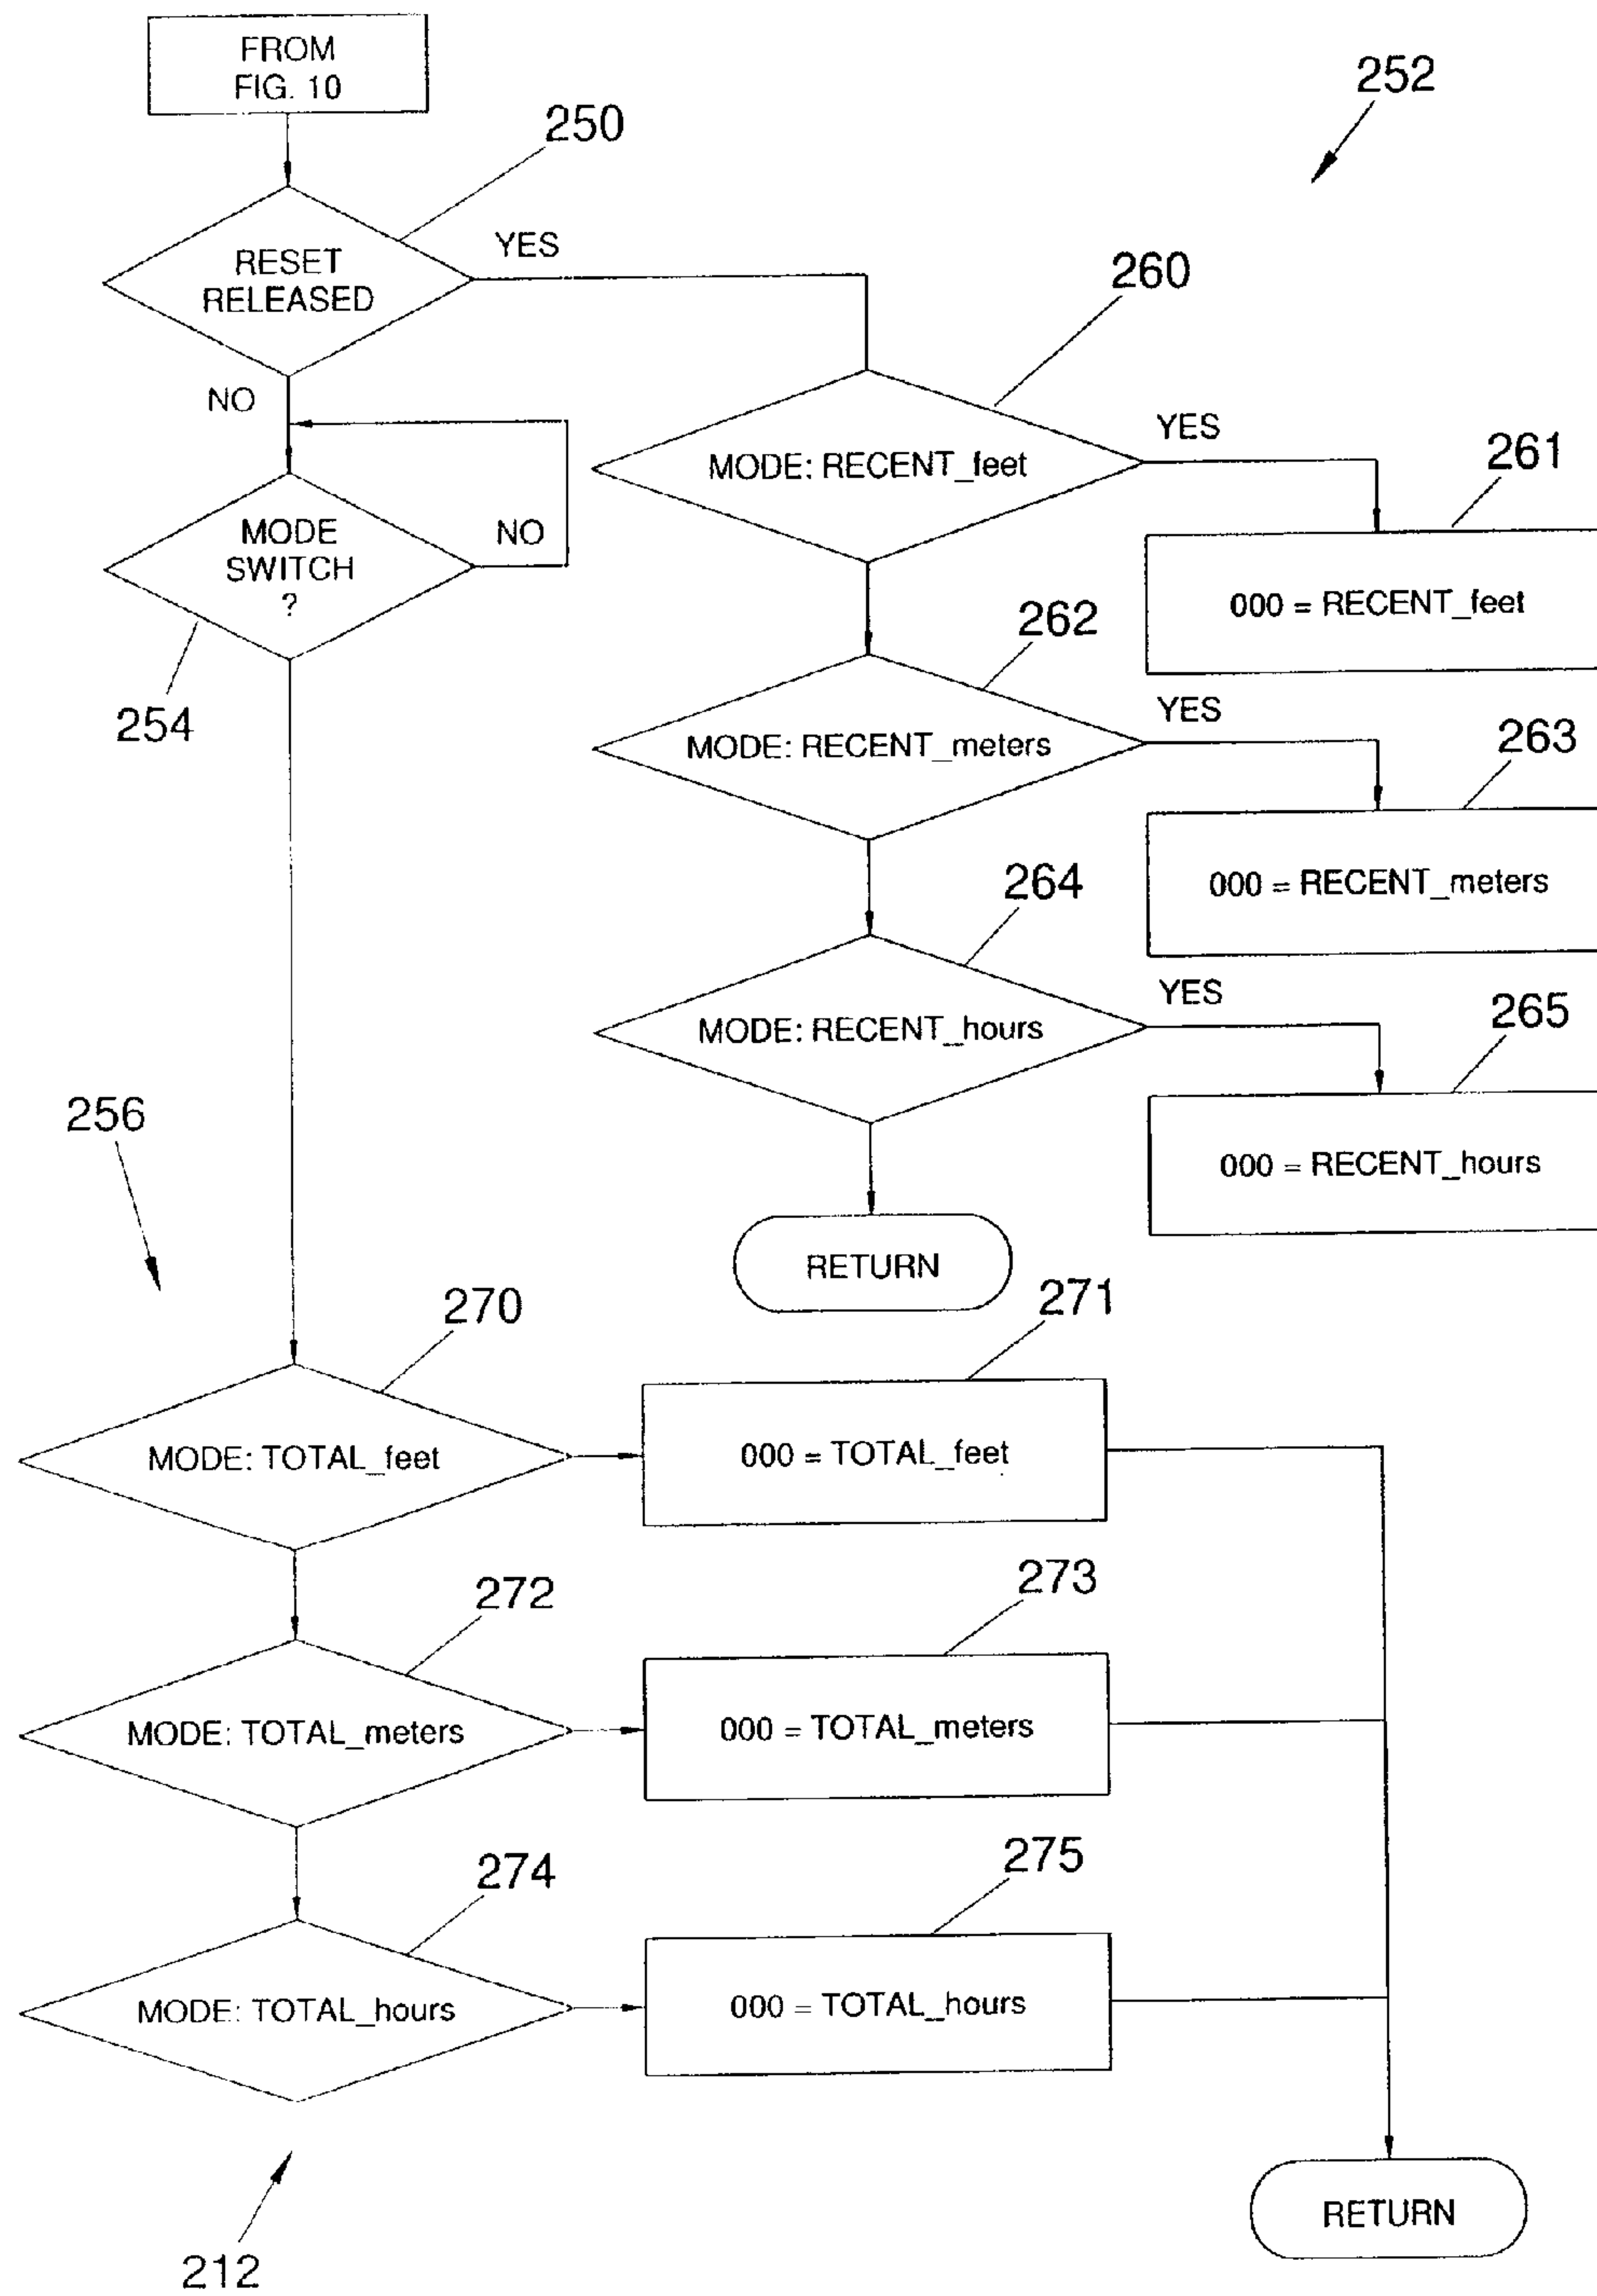 FROM
FIG. 10
252
250
RESET
RELEASED
YES
260
NO
MODE: RECENT_feet
YES
261
MODE
SWITCH
?
NO
000 = RECENT_feet
254
262
MODE: RECENT_meters
YES
263
000 = RECENT_meters
264
MODE: RECENT_hours
YES
265
000 = RECENT_hours
256
RETURN
270
271
MODE: TOTAL_feet
000 = TOTAL_feet
272
273
MODE: TOTAL_meters
000 = TOTAL_meters
274
275
MODE: TOTAL_hours
000 = TOTAL_hours
212
RETURN